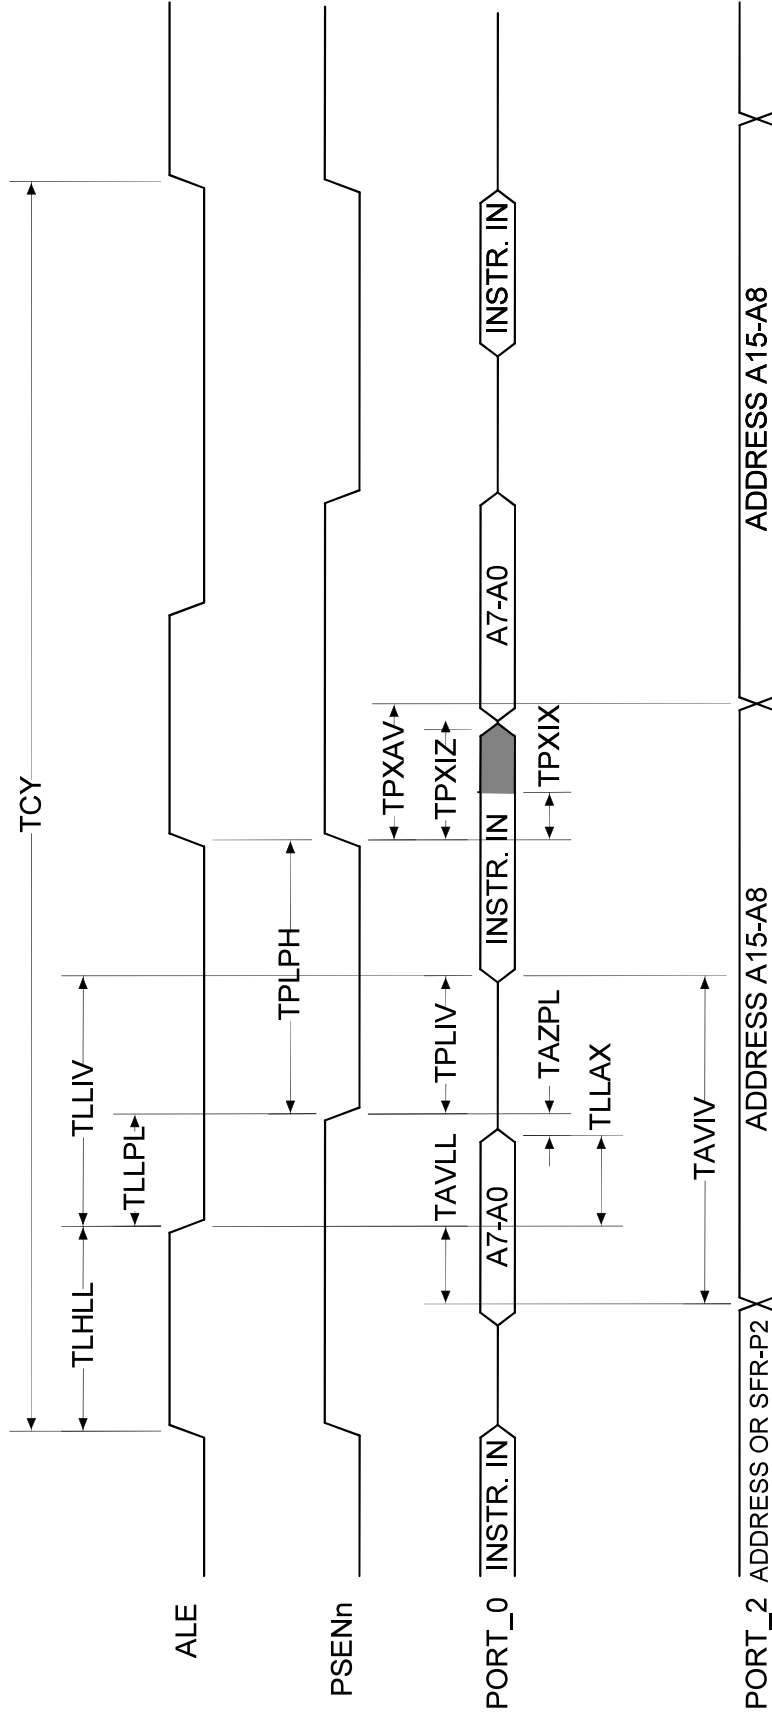 TCY
TLHLL
TLLIV
TLLPL
ALE
TPLPH
PSENn
TPXAV
TAVLL
TPLIV
TPXIZ
PORT_0
INSTR. IN
A7-A0
INSTR. IN
A7-A0
INSTR. IN
TAZPL
TPXIX
TLLAX
TAVIV
PORT_2
ADDRESS OR SFR-P2
ADDRESS A15-A8
ADDRESS A15-A8